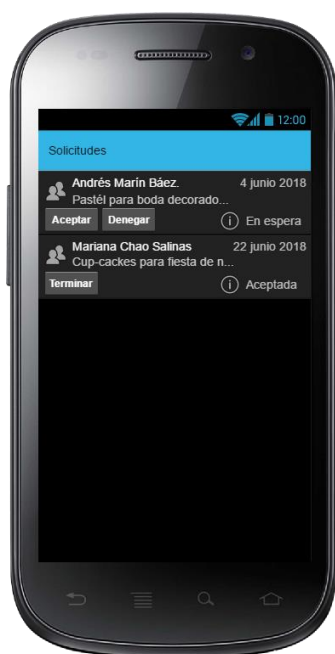 12:00
Solicitudes
Andrés Marín Báez. 4 junio 2018
Pastél para boda decorado...
Aceptar Denegar i En espera
Mariana Chao Salinas 22 junio 2018
Cup-cackes para fiesta de n...
Terminar i Aceptada